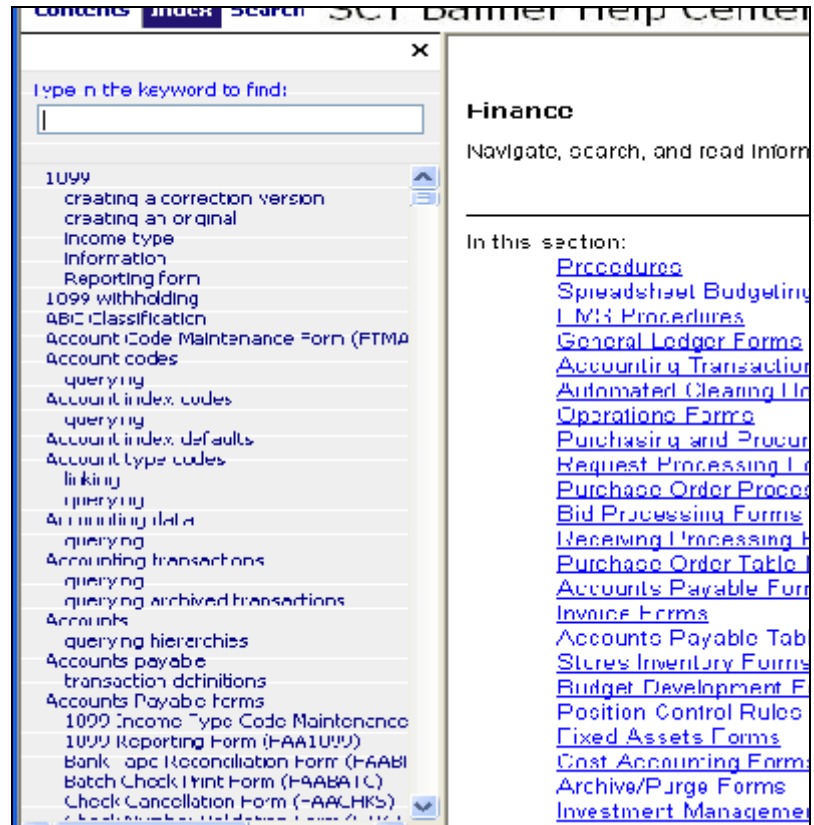 Contents Index Search SCT Banner Help Center
×
Type in the keyword to find:
1099
creating a correction version
creating an original
Income type
Information
Reporting form
1099 withholding
ABC Classification
Account Code Maintenance Form (FTMA
Account codes
querying
Account index codes
querying
Account index defaults
Account type codes
linking
querying
Accounting data
querying
Accounting transactions
querying
querying archived transactions
Accounts
querying hierarchies
Accounts payable
transaction definitions
Accounts Payable forms
1099 Income Type Code Maintenance
1099 Reporting Form (FAA1099)
Bank Tape Reconciliation Form (FAABI
Batch Check Print Form (FAABATC)
Check Cancellation Form (FAACHKS)
Check Number Validation Form
Finance
Navigate, search, and read Inform
In this section:
Procedures
Spreadsheet Budgeting
Procedures
General Ledger Forms
Accounting Transaction
Automated Clearing Ho
Operations Forms
Purchasing and Procur
Request Processing Fo
Purchase Order Proces
Bid Processing Forms
Receiving Processing F
Purchase Order Table
Accounts Payable Forr
Invoice Forms
Accounts Payable Tab
Stores Inventory Forms
Budget Development F
Position Control Rules
Fixed Assets Forms
Cost Accounting Forms
Archive/Purge Forms
Investment Managemer